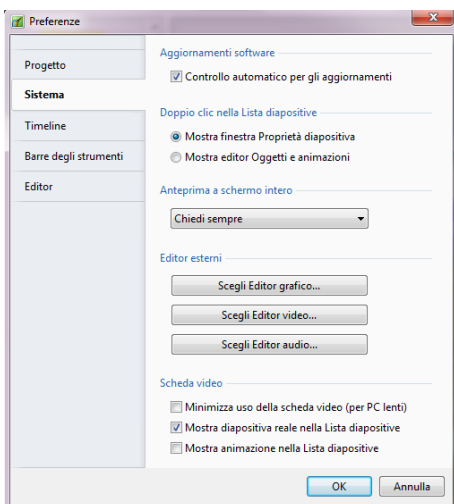 Preferenze
Progetto
Sistema
Timeline
Barre degli strumenti
Editor
Aggiornamenti software
Controllo automatico per gli aggiornamenti
Doppio clic nella Lista diapositive
Mostra finestra Proprietà diapositiva
Mostra editor Oggetti e animazioni
Anteprima a schermo intero
Chiedi sempre
Editor esterni
Scegli Editor grafico...
Scegli Editor video...
Scegli Editor audio...
Scheda video
Minimizza uso della scheda video (per PC lenti)
Mostra diapositiva reale nella Lista diapositive
Mostra animazione nella Lista diapositive
OK Annulla